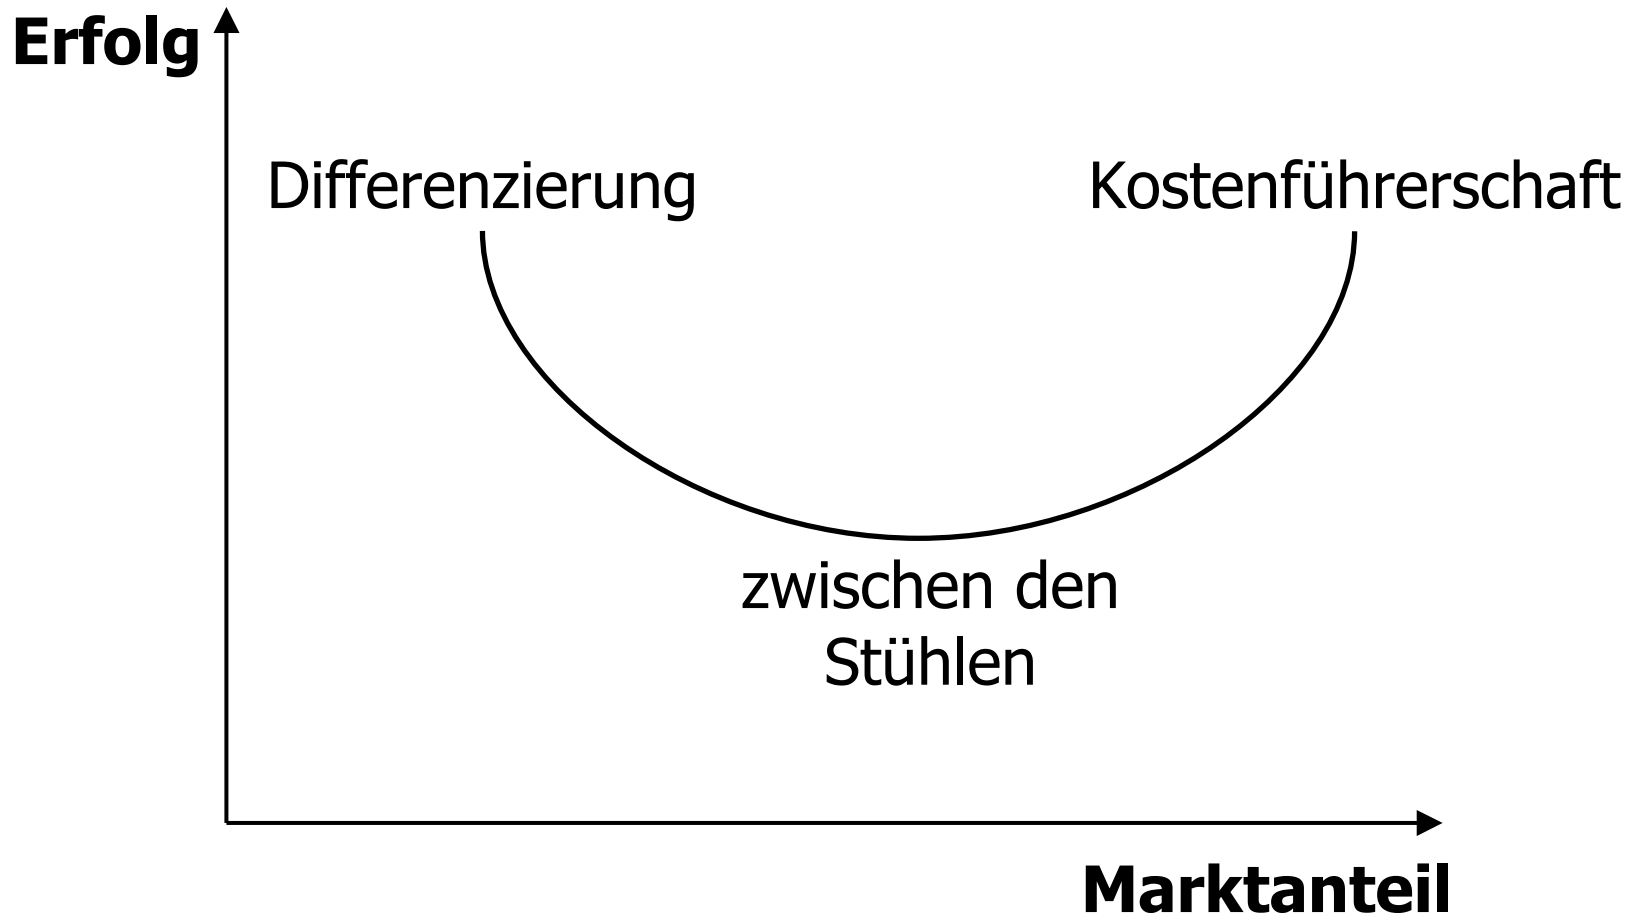 Erfolg
Differenzierung
Kostenführerschaft
zwischen den
Stühlen
Marktanteil